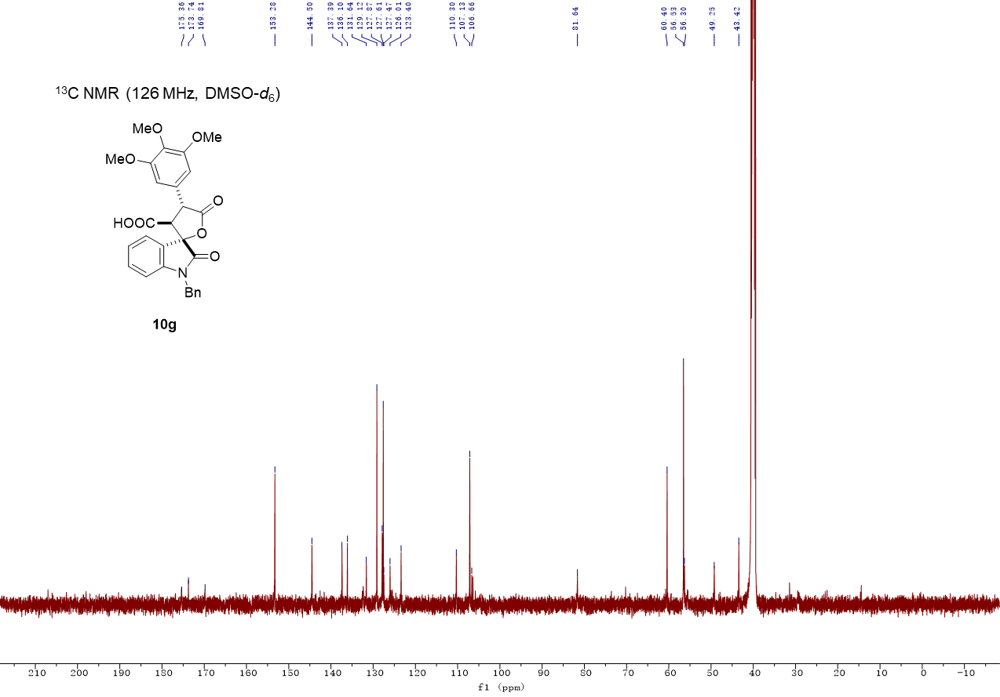 175.36
173.74
169.81
153.28
144.50
137.39
136.10
131.64
129.12
127.87
127.61
127.47
126.01
123.40
110.30
107.13
106.66
81.64
60.40
56.53
56.30
49.25
43.42
¹³C NMR (126 MHz, DMSO-d₆)
MeO
OMe
MeO
O
HOOC
O
O
N
Bn
10g
210 200 190 180 170 160 150 140 130 120 110 100 90 80 70 60 50 40 30 20 10 0 -10
f1 (ppm)